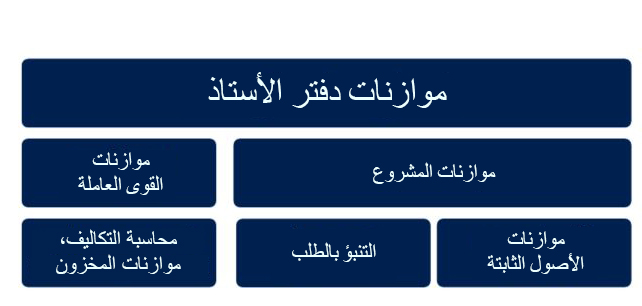 موازنات دفتر الأستاذ
موازنات المشروع
موازنات
القوى العاملة
موازنات
الأصول الثابتة
التنبؤ بالطلب
محاسبة التكاليف،
موازنات المخزون